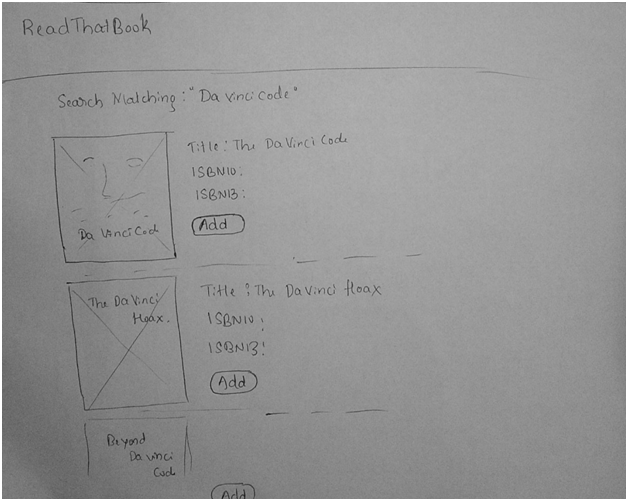 ReadThatBook
Search Matching : "Da vinci code"
Da Vinci Code
Title : The Da Vinci Code
ISBN10 :
ISBN13 :
Add
The Da Vinci
Hoax.
Title : The Da Vinci Hoax
ISBN10 :
ISBN13 :
Add
Beyond
Da vinci
Code
Add